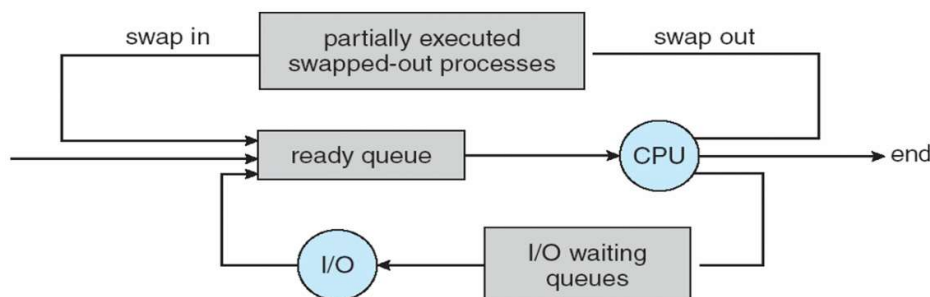 swap in
partially executed
swapped-out processes
swap out
ready queue
CPU
end
I/O
I/O waiting
queues